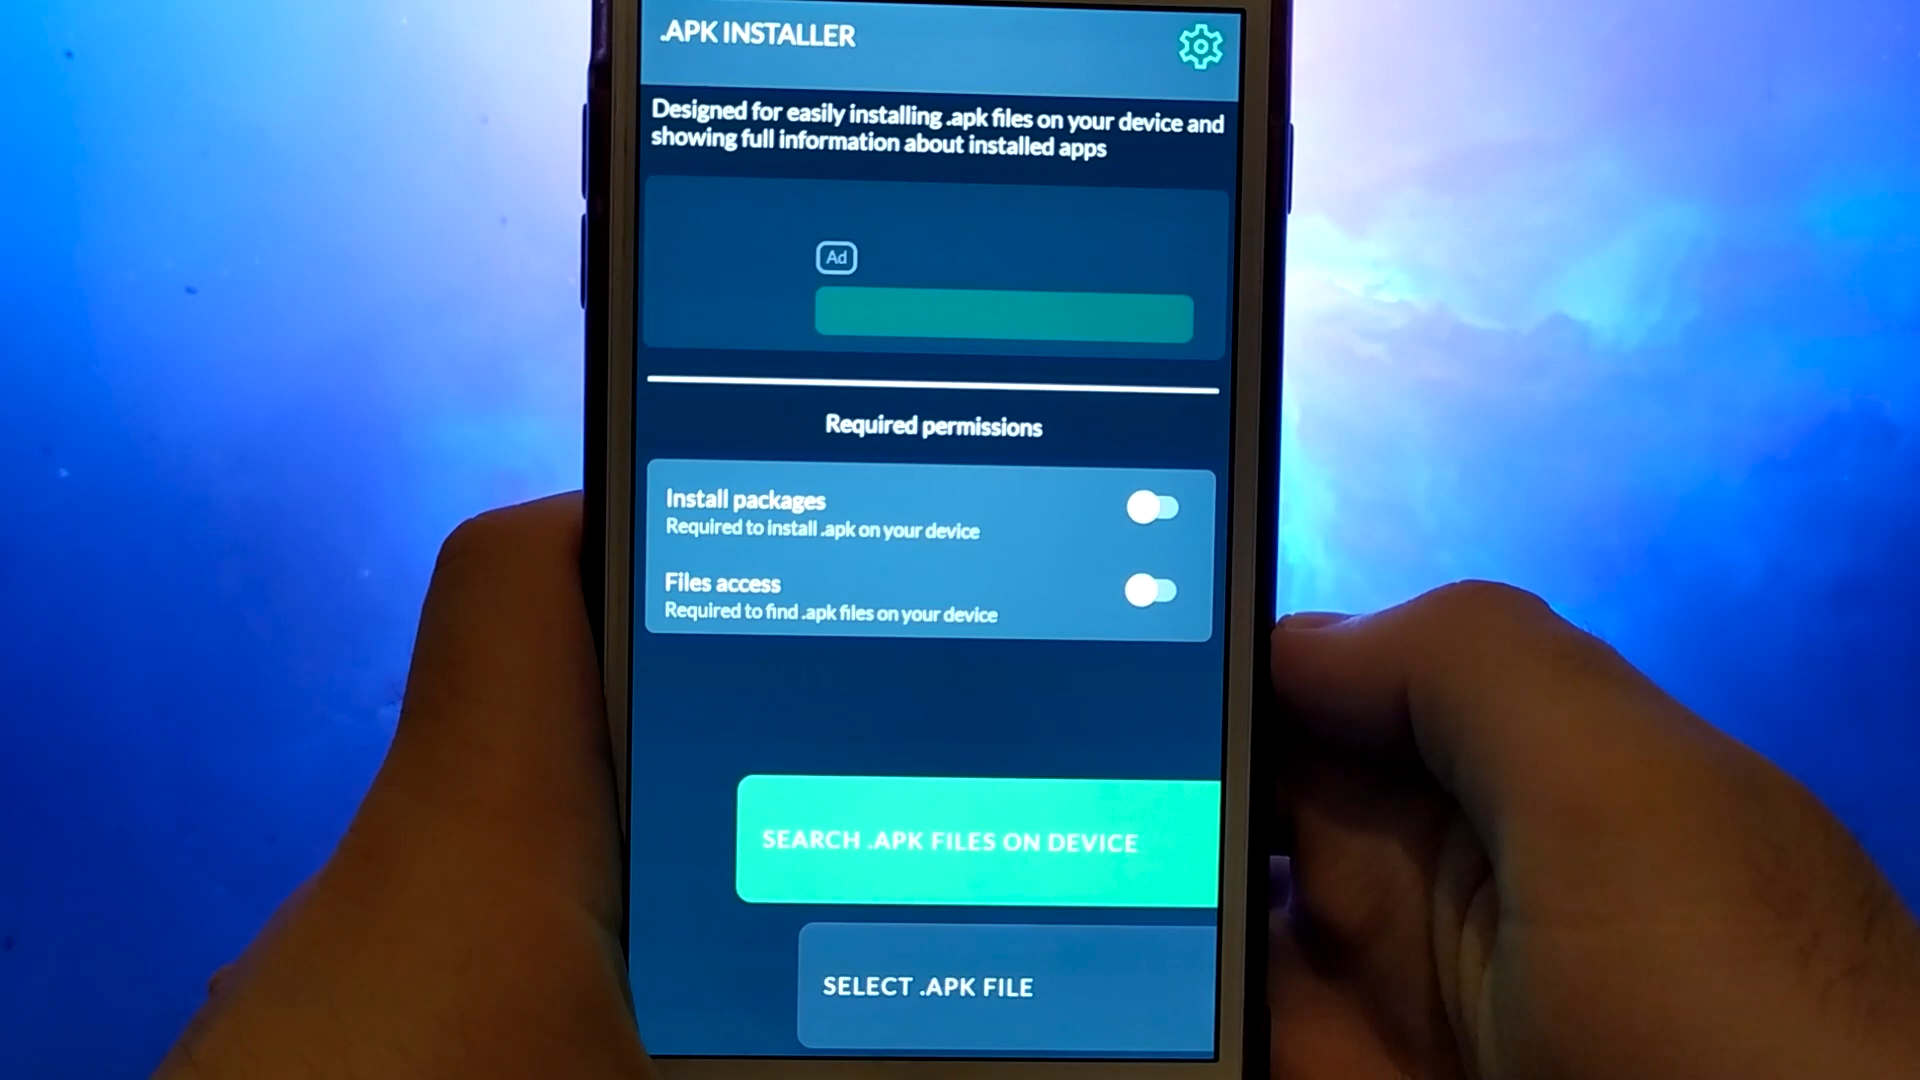 .APK INSTALLER
Designed for easily installing .apk files on your device and
showing full information about installed apps
Ad
Required permissions
Install packages
Required to install .apk on your device
Files access
Required to find .apk files on your device
SEARCH .APK FILES ON DEVICE
SELECT .APK FILE